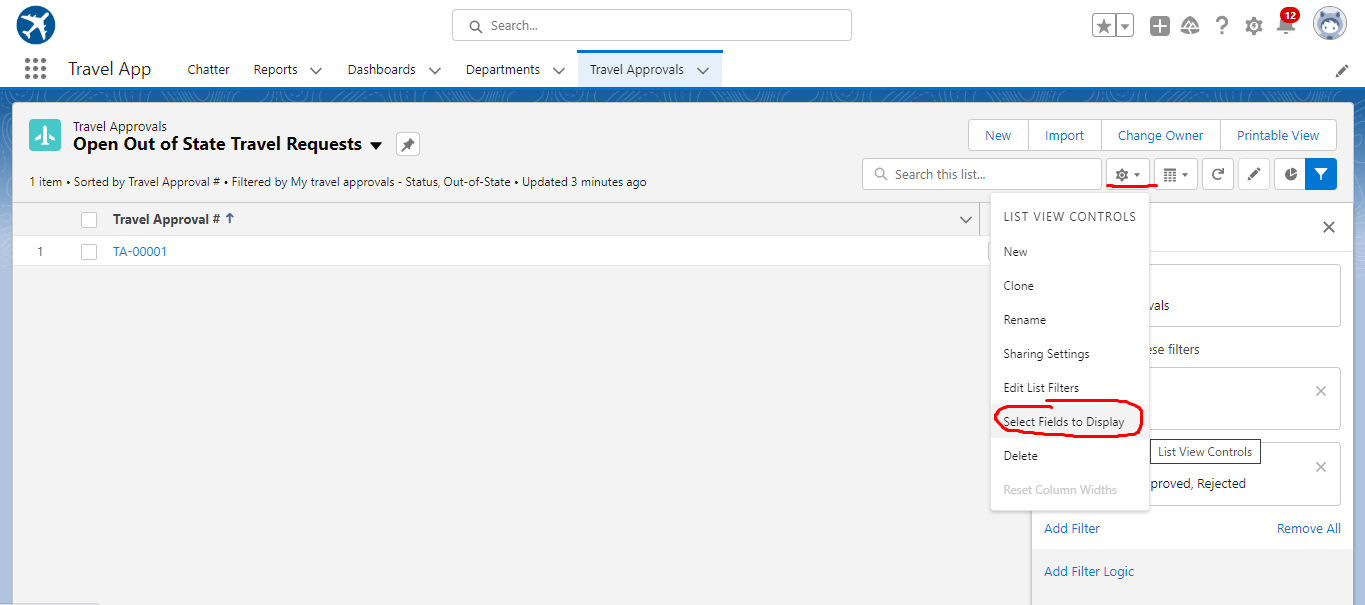 Search...
12
Travel App
Chatter
Reports
Dashboards
Departments
Travel Approvals
Travel Approvals
Open Out of State Travel Requests
New
Import
Change Owner
Printable View
1 item • Sorted by Travel Approval # • Filtered by My travel approvals - Status, Out-of-State • Updated 3 minutes ago
Search this list...
Travel Approval # ↑
1
TA-00001
LIST VIEW CONTROLS
New
Clone
Rename
Sharing Settings
Edit List Filters
Select Fields to Display
Delete
Reset Column Widths
vals
ese filters
List View Controls
proved, Rejected
Add Filter
Remove All
Add Filter Logic